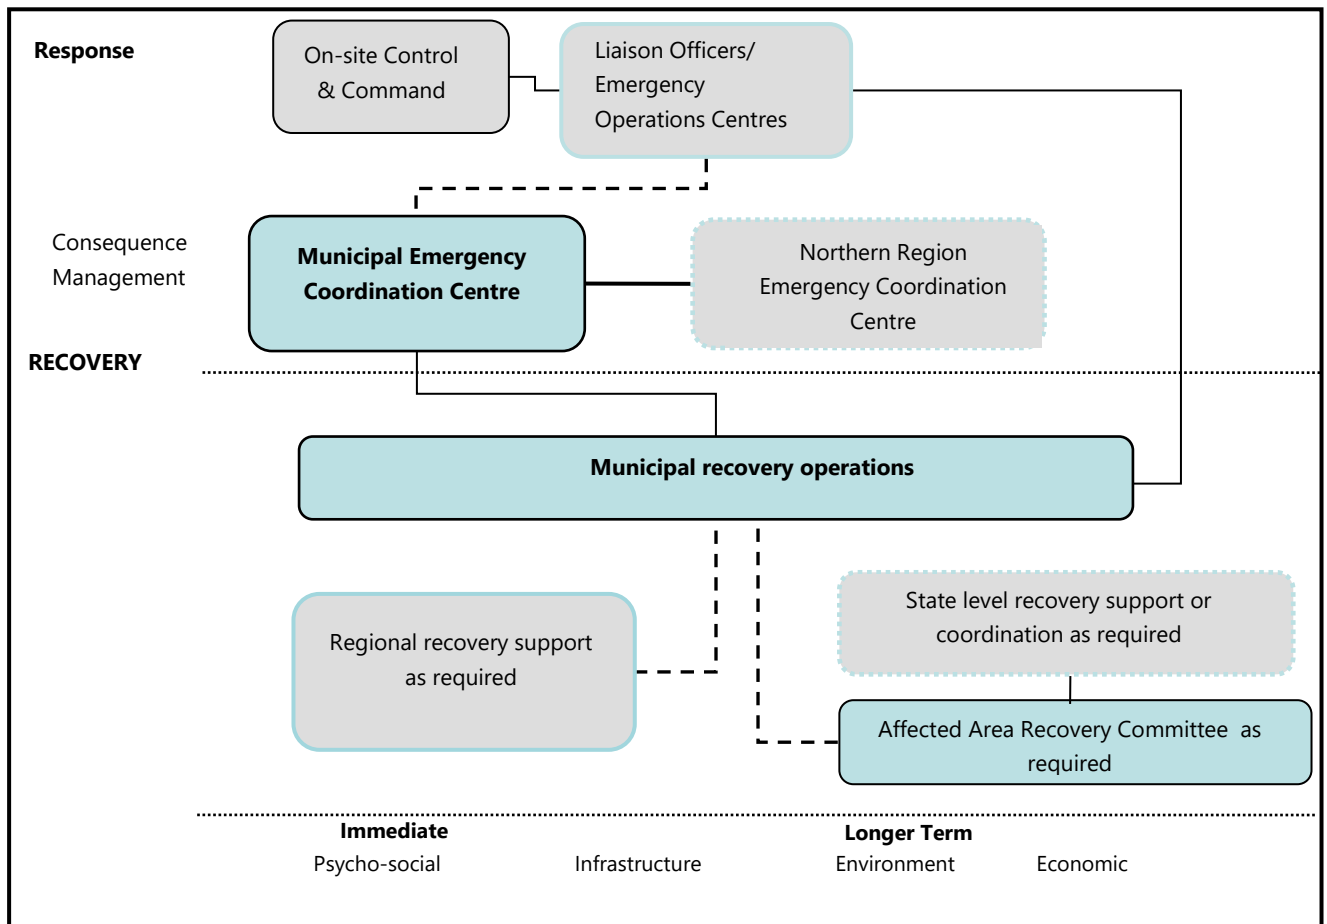 Response
On-site Control
& Command
Liaison Officers/
Emergency
Operations Centres
Consequence
Management
Municipal Emergency
Coordination Centre
Northern Region
Emergency Coordination
Centre
RECOVERY
Municipal recovery operations
Regional recovery support
as required
State level recovery support or
coordination as required
Affected Area Recovery Committee as
required
Immediate
Longer Term
Psycho-social
Infrastructure
Environment
Economic